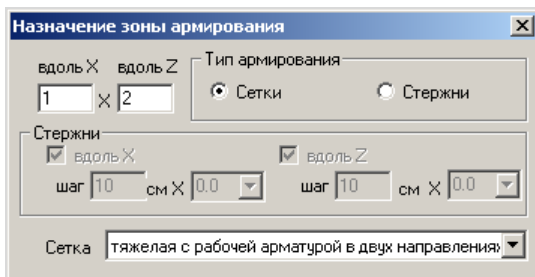 Назначение зоны армирования
вдоль X вдоль Z Тип армирования
1 X 2 Сетки Стержни
Стержни
вдоль X вдоль Z
шаг 10 см X 0.0 шаг 10 см X 0.0
Сетка тяжелая с рабочей арматурой в двух направления